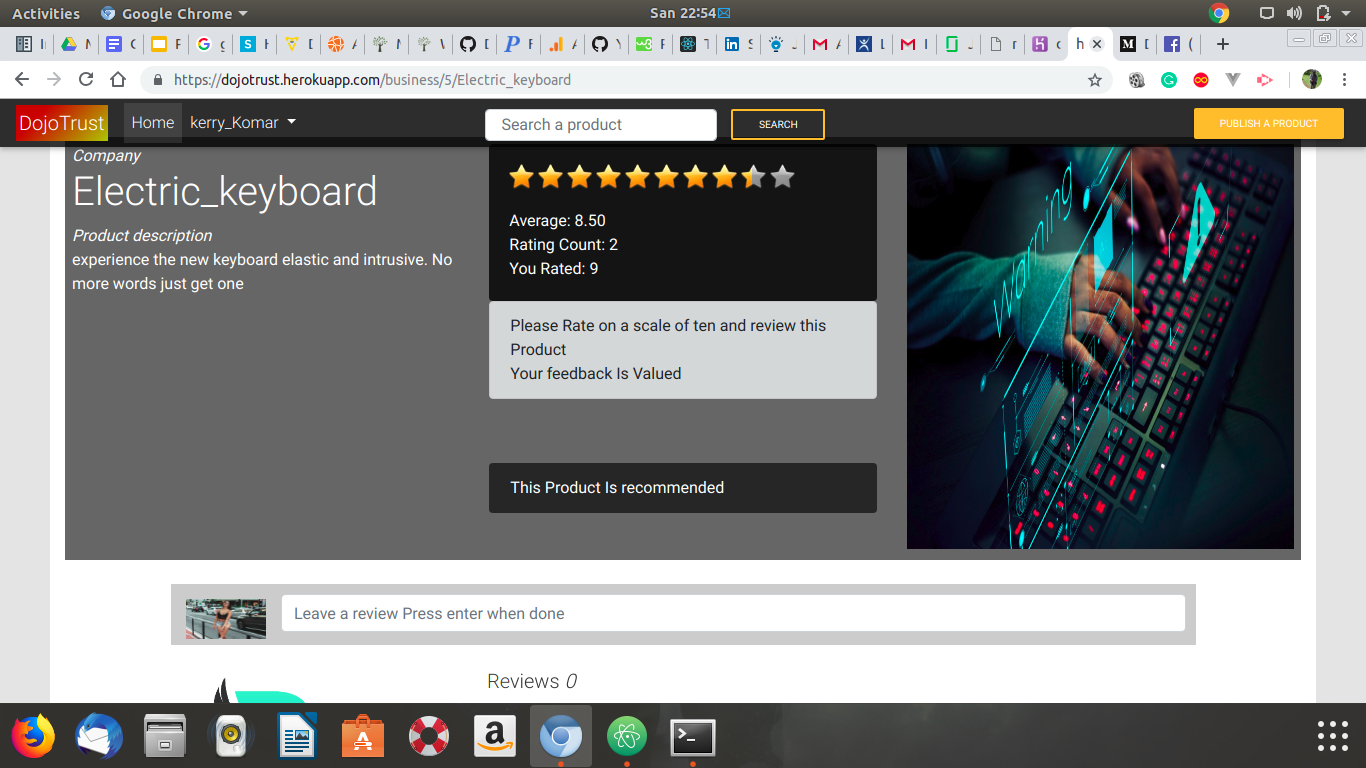 Activities
Google Chrome
San 22:54
https://dojotrust.herokuapp.com/business/5/Electric_keyboard
DojoTrust
Home
kerry_Komar
Search a product
SEARCH
PUBLISH A PRODUCT
Company
Electric_keyboard
Product description
experience the new keyboard elastic and intrusive. No
more words just get one
Average: 8.50
Rating Count: 2
You Rated: 9
Please Rate on a scale of ten and review this
Product
Your feedback Is Valued
This Product Is recommended
Warning
Leave a review Press enter when done
Reviews 0